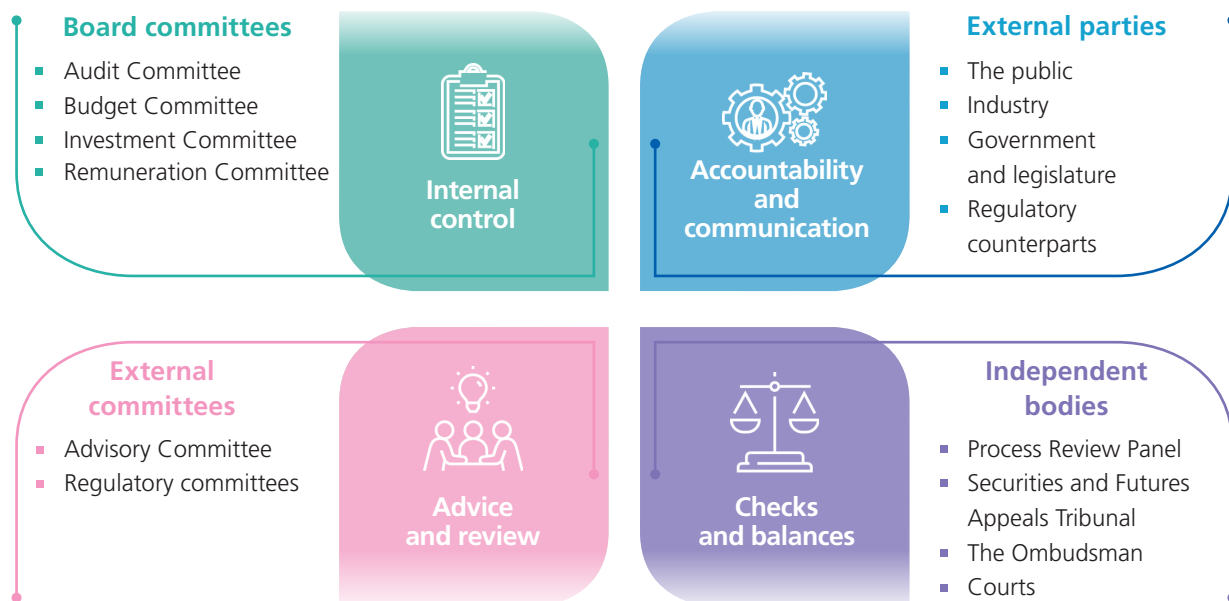 Board committees
Audit Committee
Budget Committee
Investment Committee
Remuneration Committee
Internal
control
Accountability
and
communication
External parties
The public
Industry
Government
and legislature
Regulatory
counterparts
External
committees
Advisory Committee
Regulatory committees
Advice
and review
Checks
and balances
Independent
bodies
Process Review Panel
Securities and Futures
Appeals Tribunal
The Ombudsman
Courts